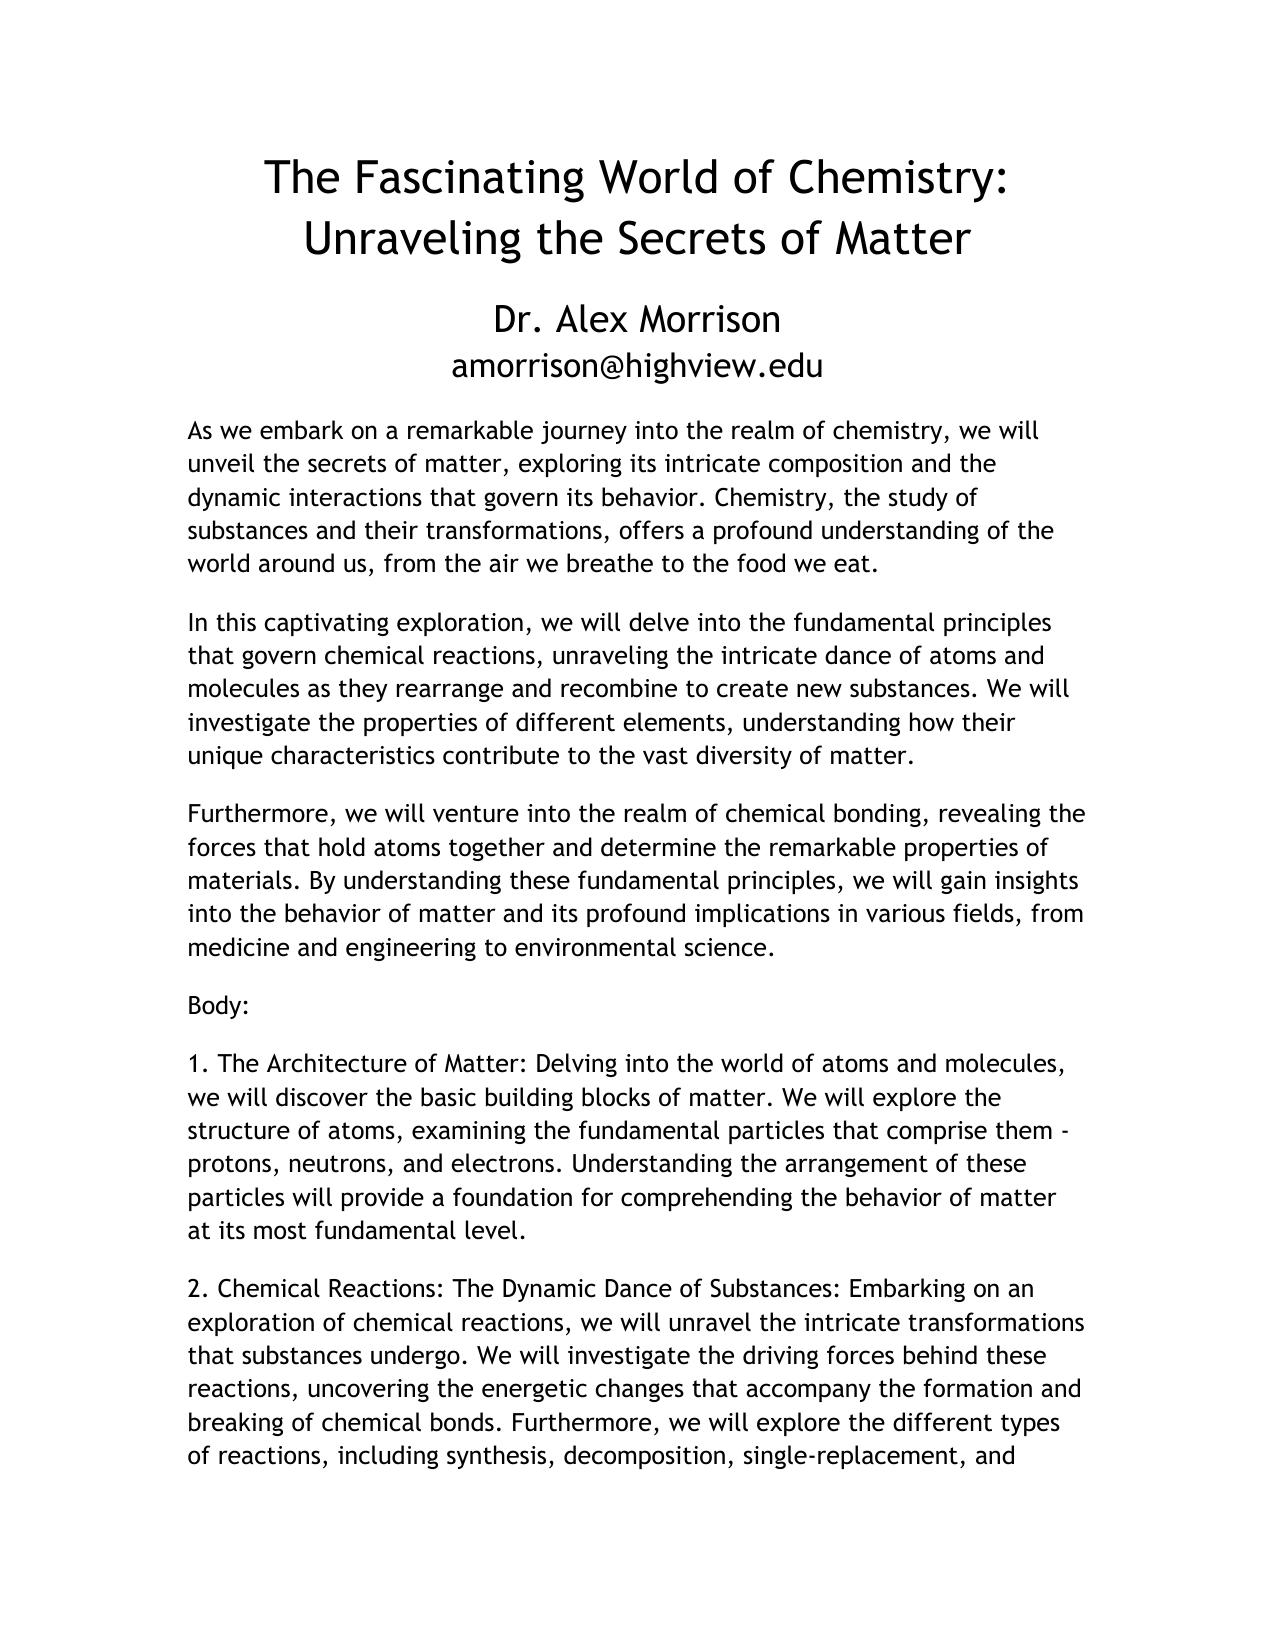 The Fascinating World of Chemistry:
Unraveling the Secrets of Matter
Dr. Alex Morrison
amorrison@highview.edu
As we embark on a remarkable journey into the realm of chemistry, we will
unveil the secrets of matter, exploring its intricate composition and the
dynamic interactions that govern its behavior. Chemistry, the study of
substances and their transformations, offers a profound understanding of the
world around us, from the air we breathe to the food we eat.
In this captivating exploration, we will delve into the fundamental principles
that govern chemical reactions, unraveling the intricate dance of atoms and
molecules as they rearrange and recombine to create new substances. We will
investigate the properties of different elements, understanding how their
unique characteristics contribute to the vast diversity of matter.
Furthermore, we will venture into the realm of chemical bonding, revealing the
forces that hold atoms together and determine the remarkable properties of
materials. By understanding these fundamental principles, we will gain insights
into the behavior of matter and its profound implications in various fields, from
medicine and engineering to environmental science.
Body:
1. The Architecture of Matter: Delving into the world of atoms and molecules,
we will discover the basic building blocks of matter. We will explore the
structure of atoms, examining the fundamental particles that comprise them -
protons, neutrons, and electrons. Understanding the arrangement of these
particles will provide a foundation for comprehending the behavior of matter
at its most fundamental level.
2. Chemical Reactions: The Dynamic Dance of Substances: Embarking on an
exploration of chemical reactions, we will unravel the intricate transformations
that substances undergo. We will investigate the driving forces behind these
reactions, uncovering the energetic changes that accompany the formation and
breaking of chemical bonds. Furthermore, we will explore the different types
of reactions, including synthesis, decomposition, single-replacement, and